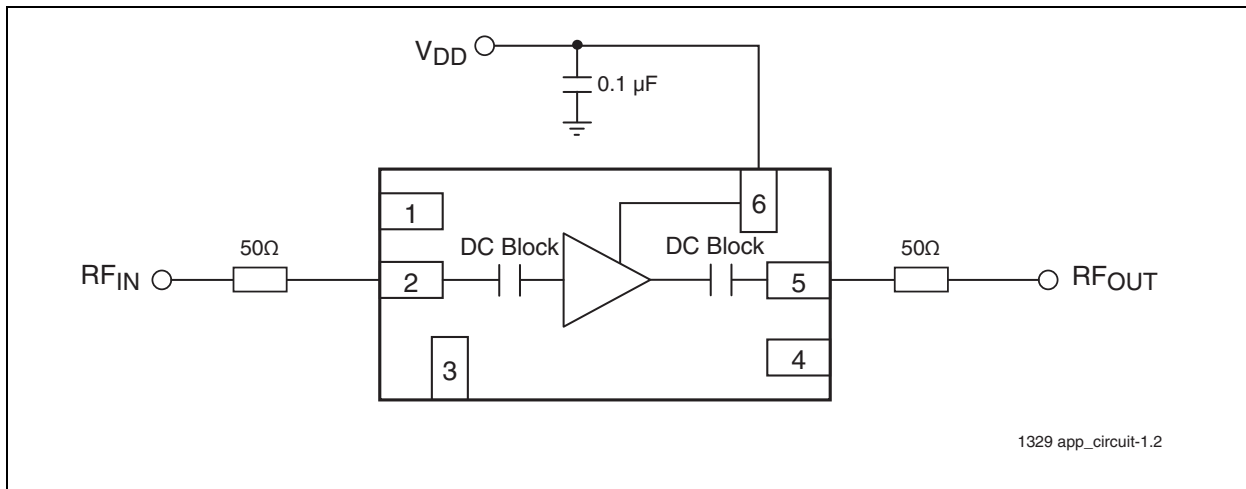 VDD
0.1 µF
1
6
DC Block
DC Block
50Ω
50Ω
RFIN
2
5
RFOUT
3
4
1329 app_circuit-1.2